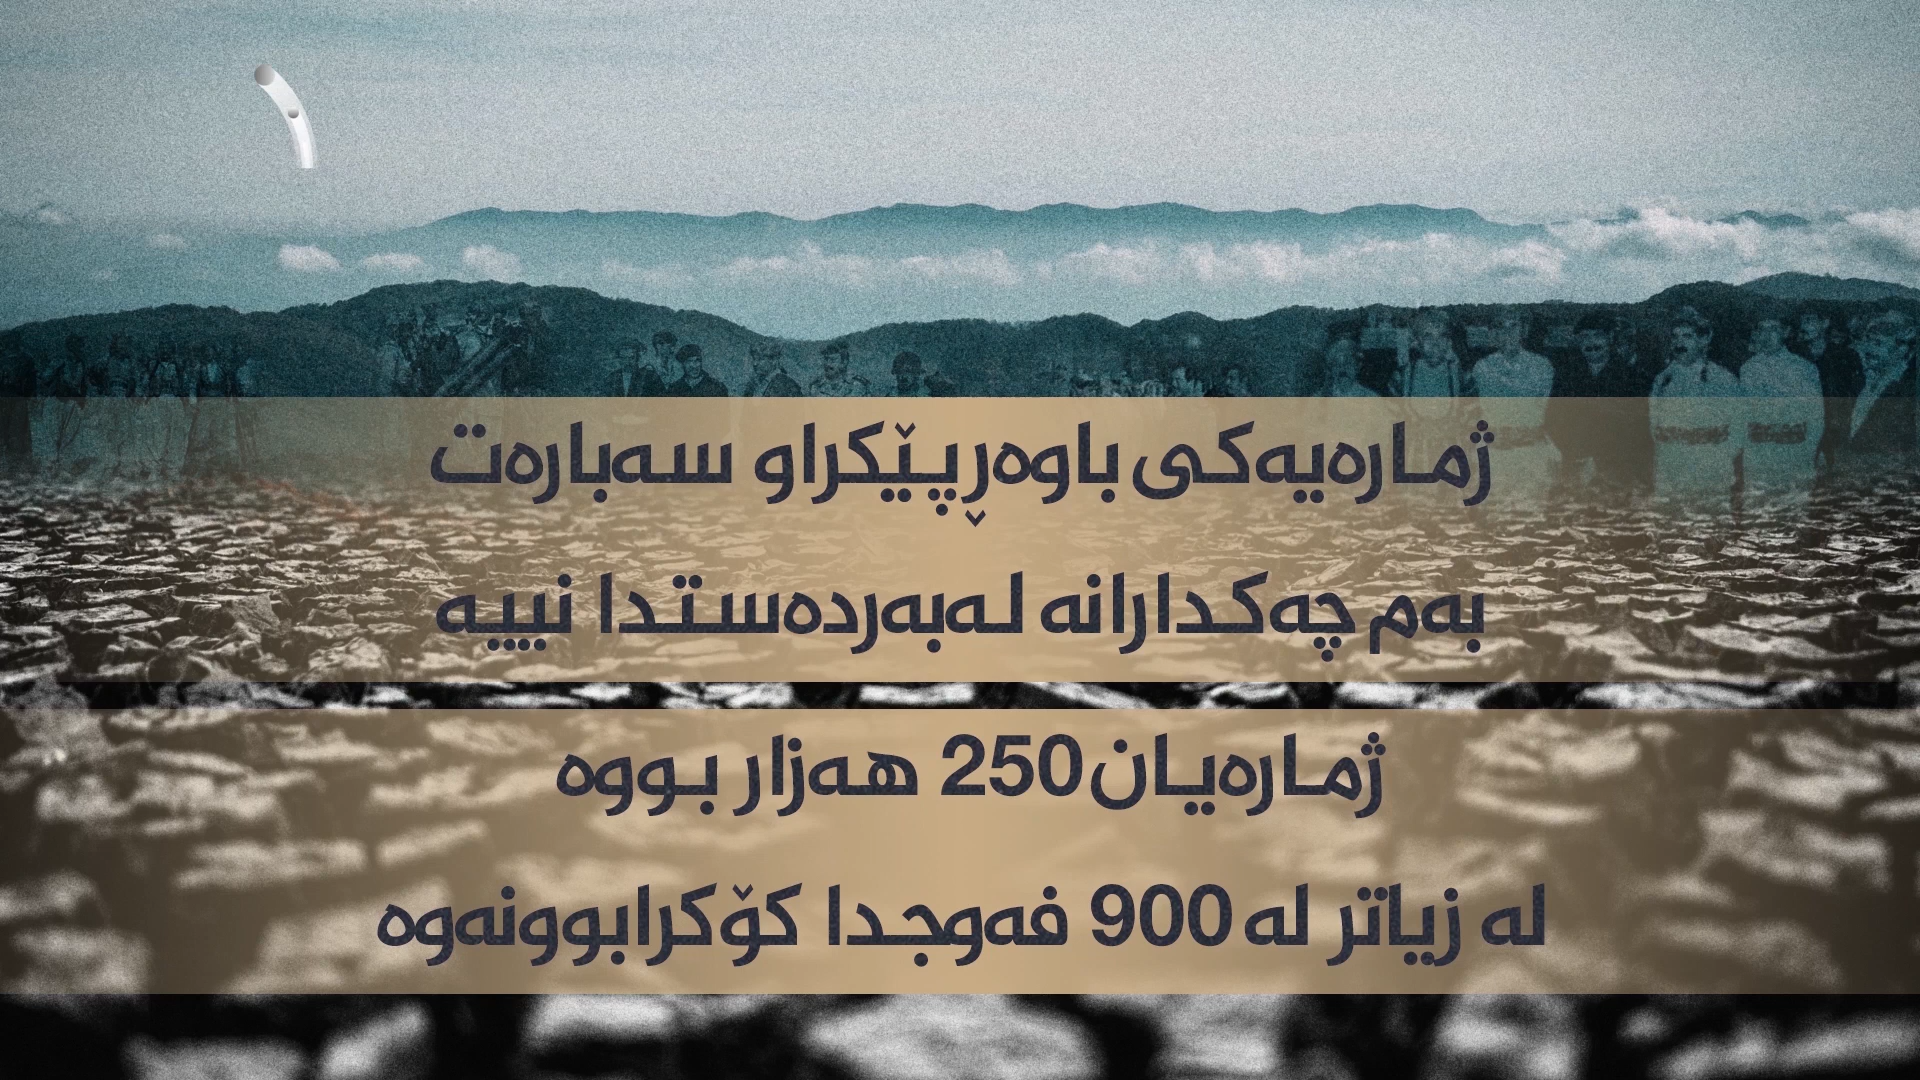 ژمارەیەکی باوەڕپێکراو سەبارەت
بەم چەکدارانە لەبەردەستدا نییە
ژمارەیان 250 هەزار بووە
لە زیاتر لە 900 فەوجدا کۆکرابوونەوە